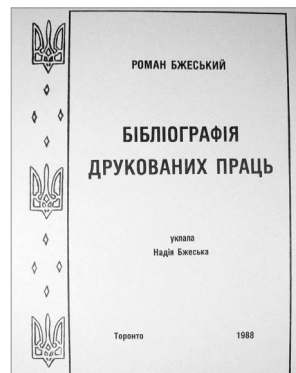 РОМАН БЖЕСЬКИЙ
БІБЛІОГРАФІЯ
ДРУКОВАНИХ ПРАЦЬ
уклала
Надія Бжеська
Торонто 1988